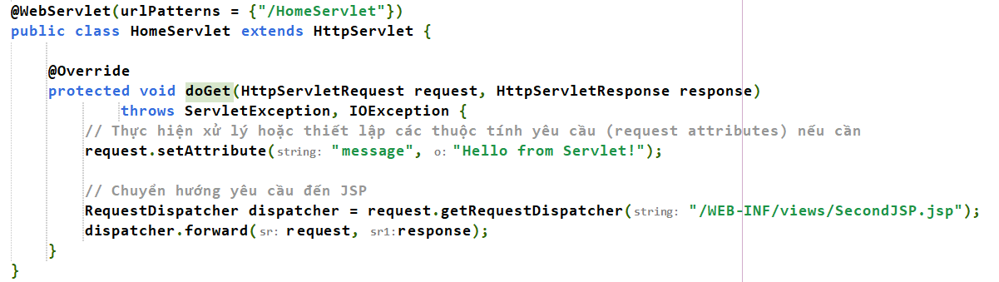 @WebServlet(urlPatterns = {"/HomeServlet"})
public class HomeServlet extends HttpServlet {
@Override
protected void doGet(HttpServletRequest request, HttpServletResponse response)
throws ServletException, IOException {
// Thực hiện xử lý hoặc thiết lập các thuộc tính yêu cầu (request attributes) nếu cần
request.setAttribute(string: "message", o: "Hello from Servlet!");
// Chuyển hướng yêu cầu đến JSP
RequestDispatcher dispatcher = request.getRequestDispatcher(string: "/WEB-INF/views/SecondJSP.jsp");
dispatcher.forward(sr: request, sr1:response);
}
}